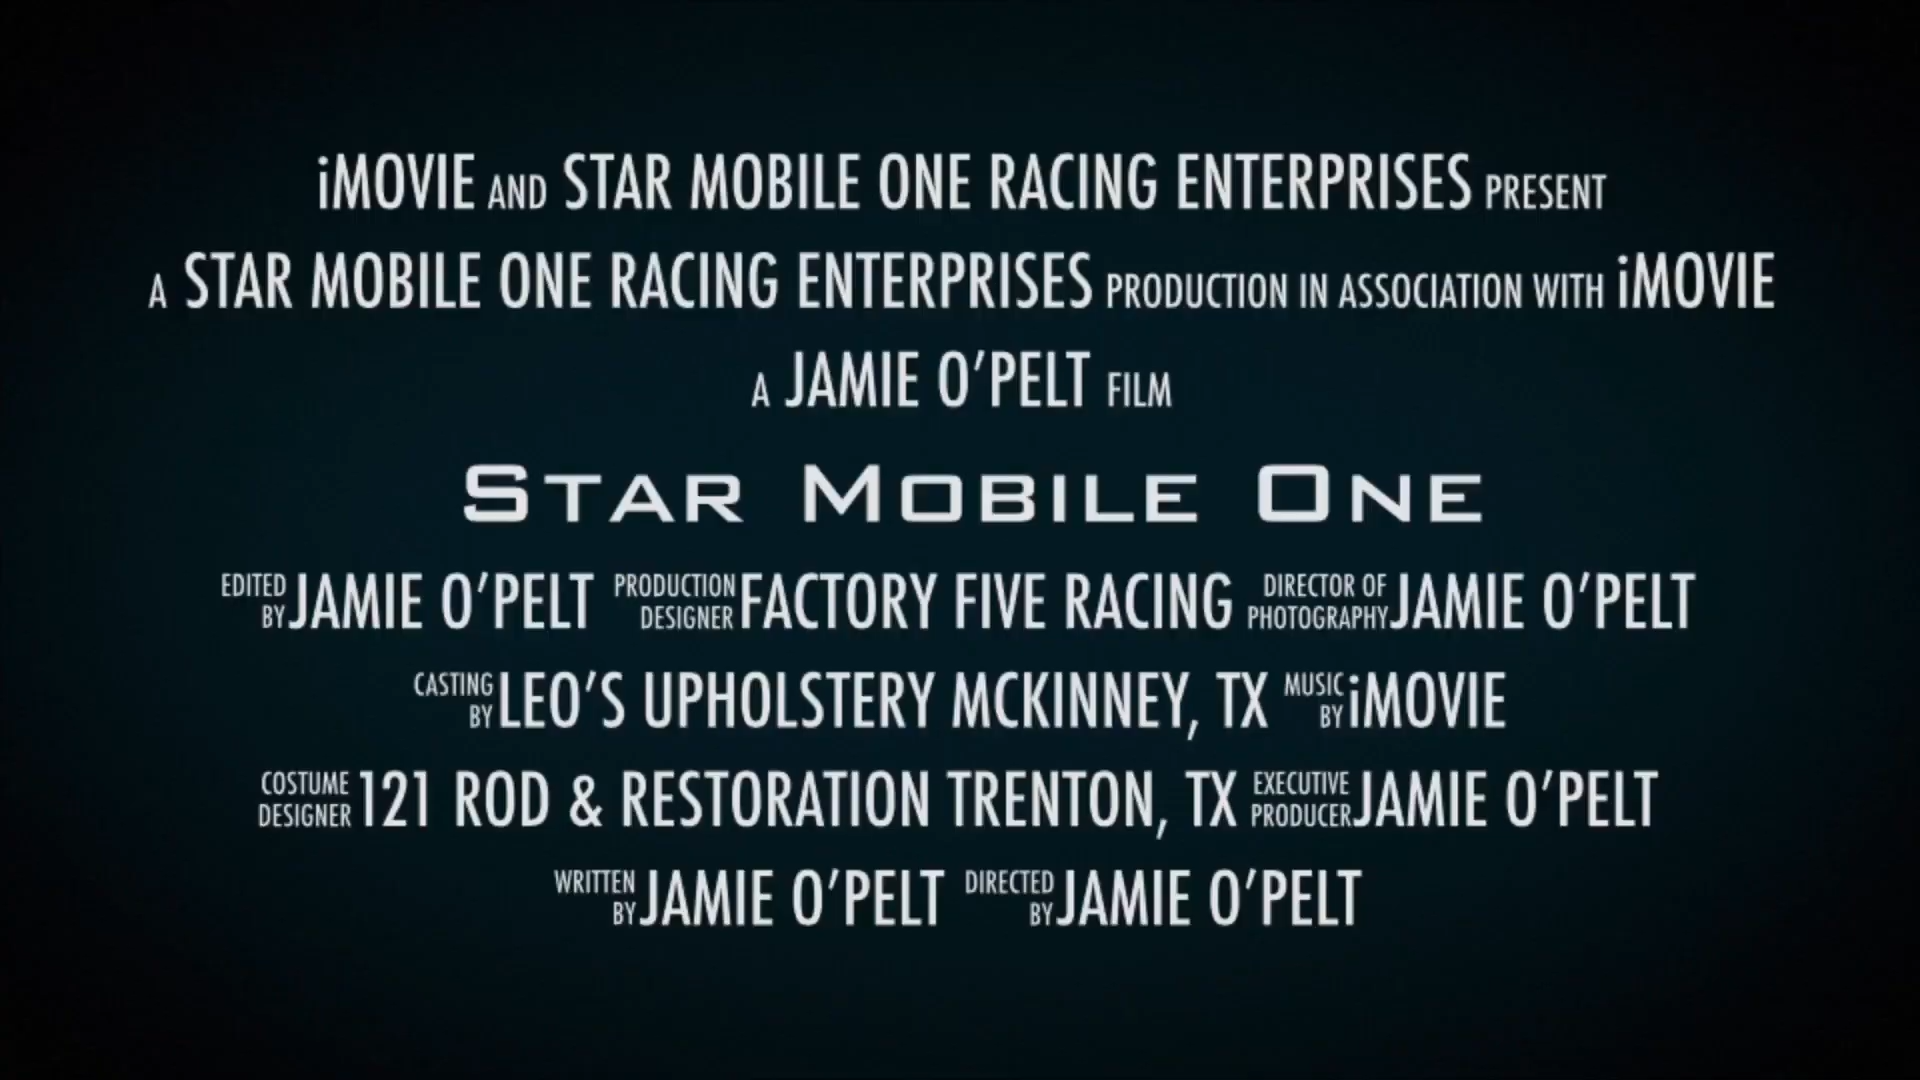 iMOVIE AND STAR MOBILE ONE RACING ENTERPRISES PRESENT
A STAR MOBILE ONE RACING ENTERPRISES PRODUCTION IN ASSOCIATION WITH iMOVIE
A JAMIE O'PELT FILM
STAR MOBILE ONE
EDITED BY JAMIE O'PELT PRODUCTION DESIGNER FACTORY FIVE RACING DIRECTOR OF PHOTOGRAPHY JAMIE O'PELT
CASTING BY LEO'S UPHOLSTERY MCKINNEY, TX MUSIC BY iMOVIE
COSTUME DESIGNER 121 ROD & RESTORATION TRENTON, TX EXECUTIVE PRODUCER JAMIE O'PELT
WRITTEN BY JAMIE O'PELT DIRECTED BY JAMIE O'PELT